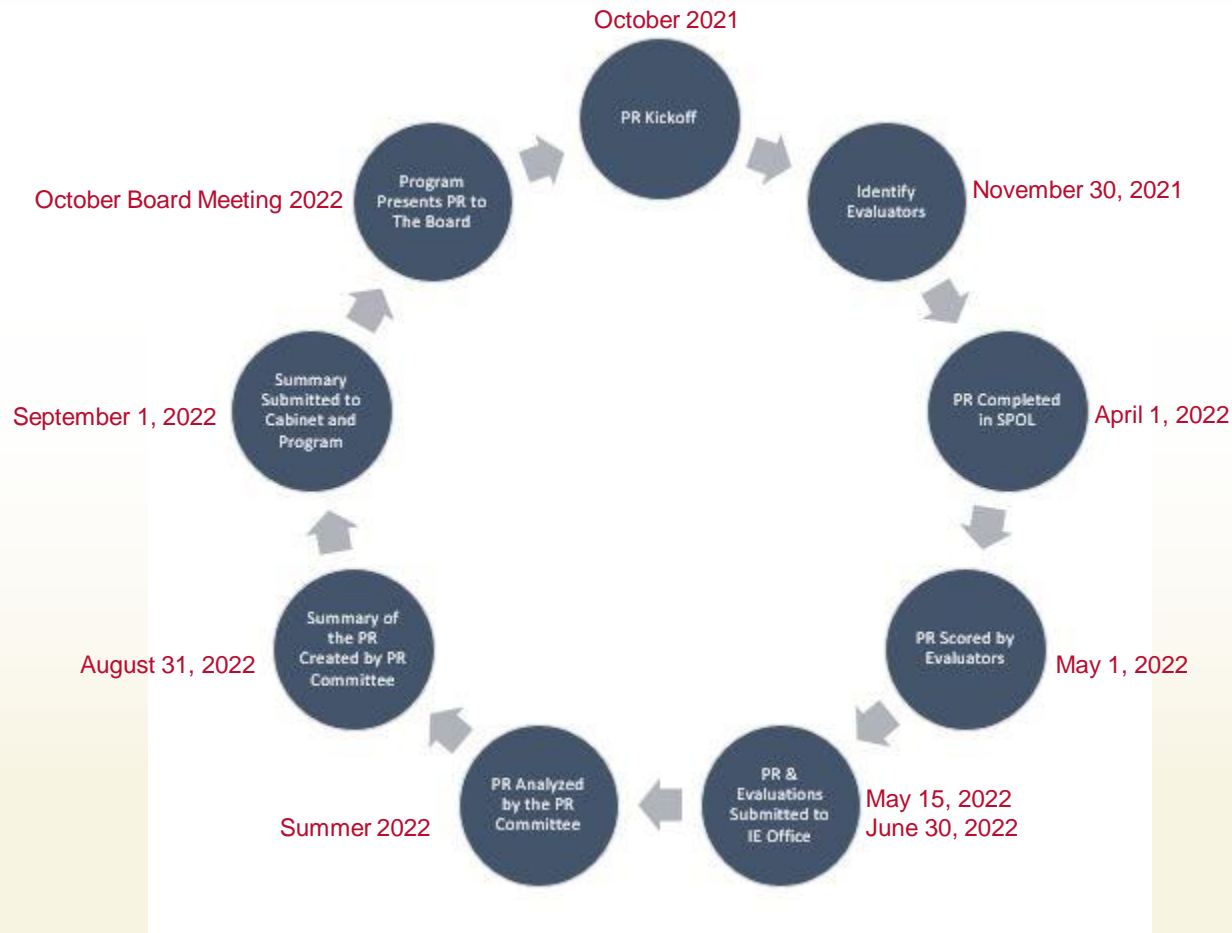 October 2021
PR Kickoff
Identify
Evaluators
November 30, 2021
PR Completed
in SPOL
April 1, 2022
PR Scored by
Evaluators
May 1, 2022
PR &
Evaluations
Submitted to
IE Office
May 15, 2022
June 30, 2022
PR Analyzed
by the PR
Committee
Summer 2022
Summary of
the PR
Created by PR
Committee
August 31, 2022
Summary
Submitted to
Cabinet and
Program
September 1, 2022
Program
Presents PR to
The Board
October Board Meeting 2022